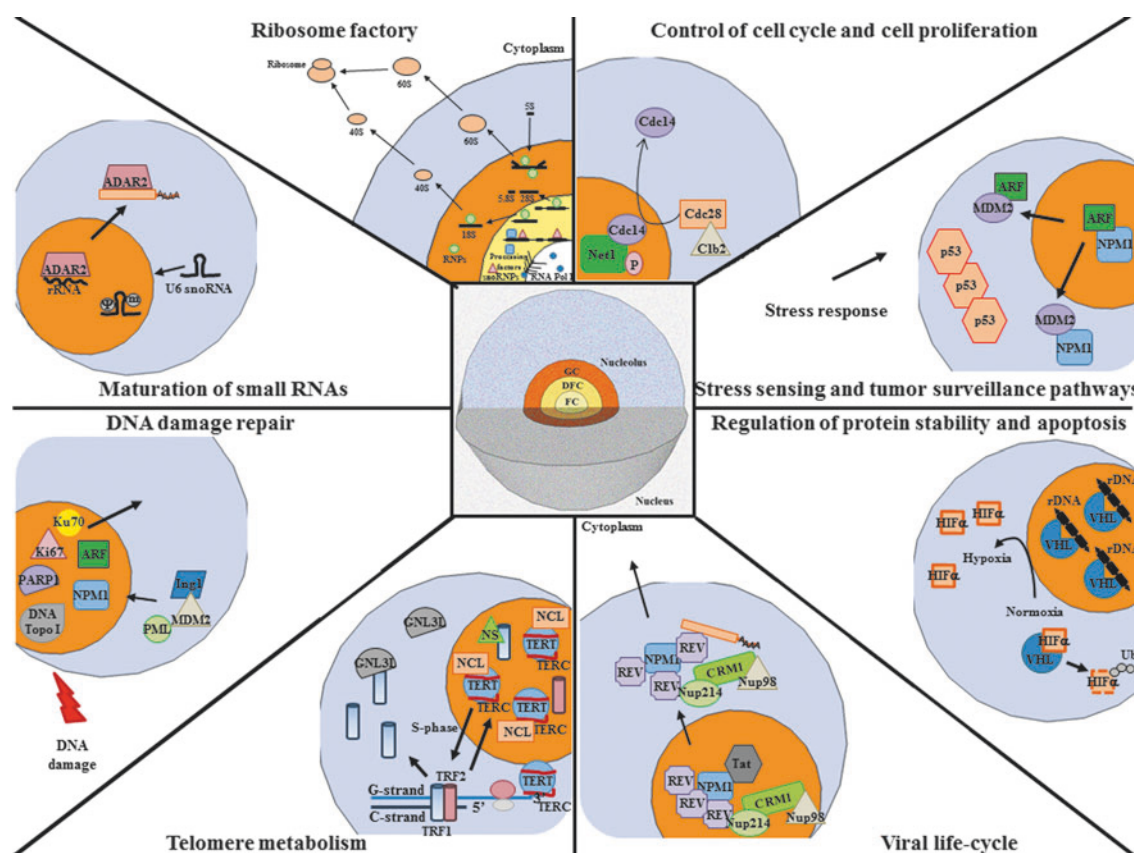 Ribosome factory
Cytoplasm
Ribosome
60S
40S
5S
60S
40S
5.8S 28S
18S
RNPs
Processing
factors
snoRNPs
RNA Pol I
Control of cell cycle and cell proliferation
Cdc14
Cdc14
Cdc28
Clb2
Net1
P
ADAR2
ADAR2
rRNA
U6 snoRNA
Ψ
m
Maturation of small RNAs
ARF
MDM2
ARF
NPM1
p53
p53
p53
MDM2
NPM1
Stress response
Stress sensing and tumor surveillance pathways
Nucleolus
GC
DFC
FC
Nucleus
DNA damage repair
Ku70
Ki67
ARF
PARP1
NPM1
DNA
Topo I
Ing1
MDM2
PML
DNA
damage
Regulation of protein stability and apoptosis
rDNA
rDNA
VHL
HIFα
HIFα
VHL
rDNA
Hypoxia
HIFα
VHL
Normoxia
HIFα
VHL
Ub
HIFα
GNL3L
NCL
NS
TERT
TERC
GNL3L
NCL
TERT
TERC
TERT
NCL
TERC
S-phase
TRF2
TERT
G-strand
3'
C-strand
5'
TERC
TRF1
Telomere metabolism
Cytoplasm
REV
NPM1
REV
CRM1
REV
Nup214
Nup98
Tat
REV
NPM1
REV
CRM1
REV
Nup214
Nup98
Viral life-cycle